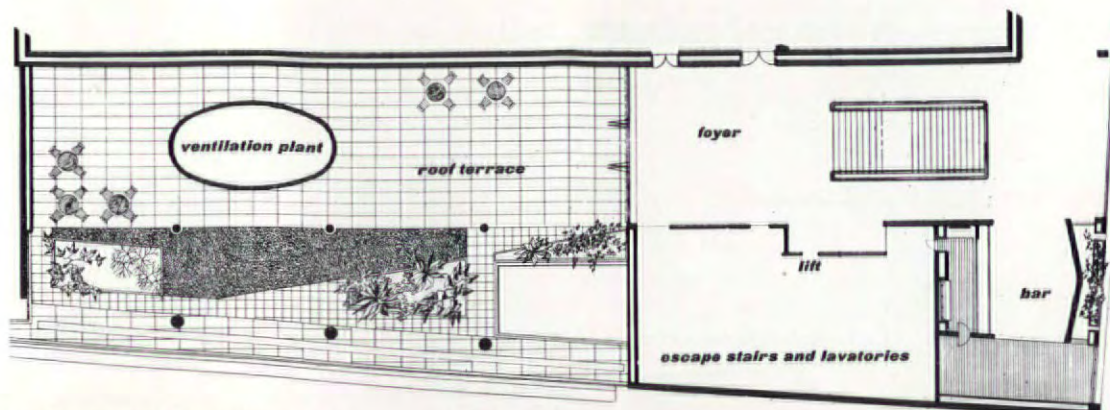 ventilation plant
roof terrace
foyer
lift
bar
escape stairs and lavatories